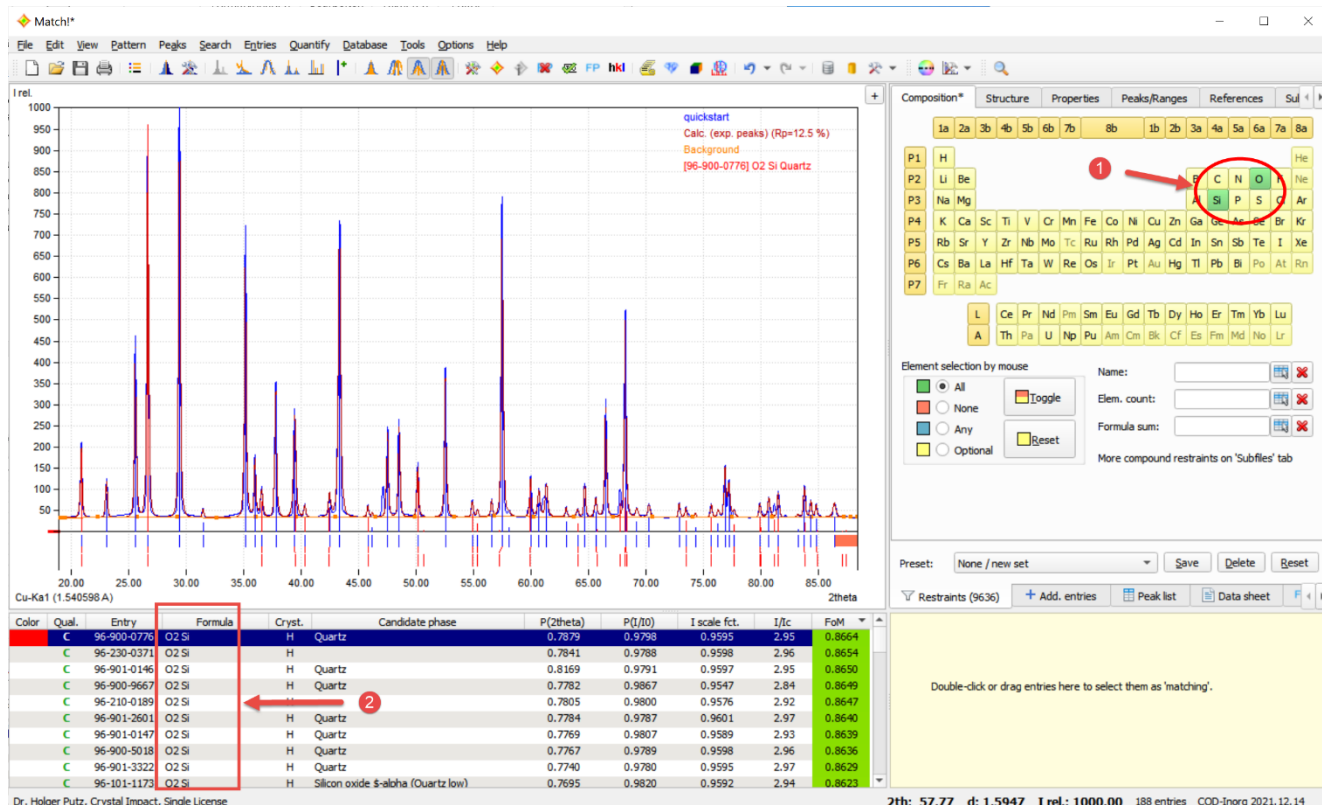 Match!*
File Edit View Pattern Peaks Search Entries Quantify Database Tools Options Help
FP hkl
I rel.
1000
950
900
850
800
750
700
650
600
550
500
450
400
350
300
250
200
150
100
50
quickstart
Calc. (exp. peaks) (Rp=12.5 %)
Background
[96-900-0776] O2 Si Quartz
20.00 25.00 30.00 35.00 40.00 45.00 50.00 55.00 60.00 65.00 70.00 75.00 80.00 85.00
Cu-Ka1 (1.540598 A) 2theta
Composition* Structure Properties Peaks/Ranges References Sul
1a 2a 3b 4b 5b 6b 7b 8b 1b 2b 3a 4a 5a 6a 7a 8a
P1 H He
1
P2 Li Be B C N O F Ne
P3 Na Mg Al Si P S Cl Ar
P4 K Ca Sc Ti V Cr Mn Fe Co Ni Cu Zn Ga Ge As Se Br Kr
P5 Rb Sr Y Zr Nb Mo Tc Ru Rh Pd Ag Cd In Sn Sb Te I Xe
P6 Cs Ba La Hf Ta W Re Os Ir Pt Au Hg Tl Pb Bi Po At Rn
P7 Fr Ra Ac
L Ce Pr Nd Pm Sm Eu Gd Tb Dy Ho Er Tm Yb Lu
A Th Pa U Np Pu Am Cm Bk Cf Es Fm Md No Lr
Element selection by mouse
All
None
Any
Optional
Toggle
Reset
Name:
Elem. count:
Formula sum:
More compound restraints on 'Subfiles' tab
Preset: None / new set Save Delete Reset
Restraints (9636) + Add. entries Peak list Data sheet F
Color Qual. Entry Formula Cryst. Candidate phase P(2theta) P(I/I0) I scale fct. I/Ic FoM
C 96-900-0776 O2 Si H Quartz 0.7879 0.9798 0.9595 2.95 0.8664
C 96-230-0371 O2 Si H 0.7841 0.9788 0.9598 2.96 0.8654
C 96-901-0146 O2 Si H Quartz 0.8169 0.9791 0.9597 2.95 0.8650
C 96-900-9667 O2 Si H Quartz 0.7782 0.9867 0.9547 2.84 0.8649
C 96-210-0189 O2 Si H 0.7805 0.9800 0.9576 2.92 0.8647
2
C 96-901-2601 O2 Si H Quartz 0.7784 0.9787 0.9601 2.97 0.8640
C 96-901-0147 O2 Si H Quartz 0.7769 0.9807 0.9589 2.93 0.8639
C 96-900-5018 O2 Si H Quartz 0.7767 0.9789 0.9598 2.96 0.8636
C 96-901-3322 O2 Si H Quartz 0.7740 0.9780 0.9595 2.97 0.8629
C 96-101-1173 O2 Si H Silicon oxide $-alpha (Quartz low) 0.7695 0.9820 0.9592 2.94 0.8623
Double-click or drag entries here to select them as 'matching'.
Dr. Holger Putz, Crystal Impact, Single License
2th: 57.77 d: 1.5947 I rel.: 1000.00 188 entries COD-Inorg 2021.12.14